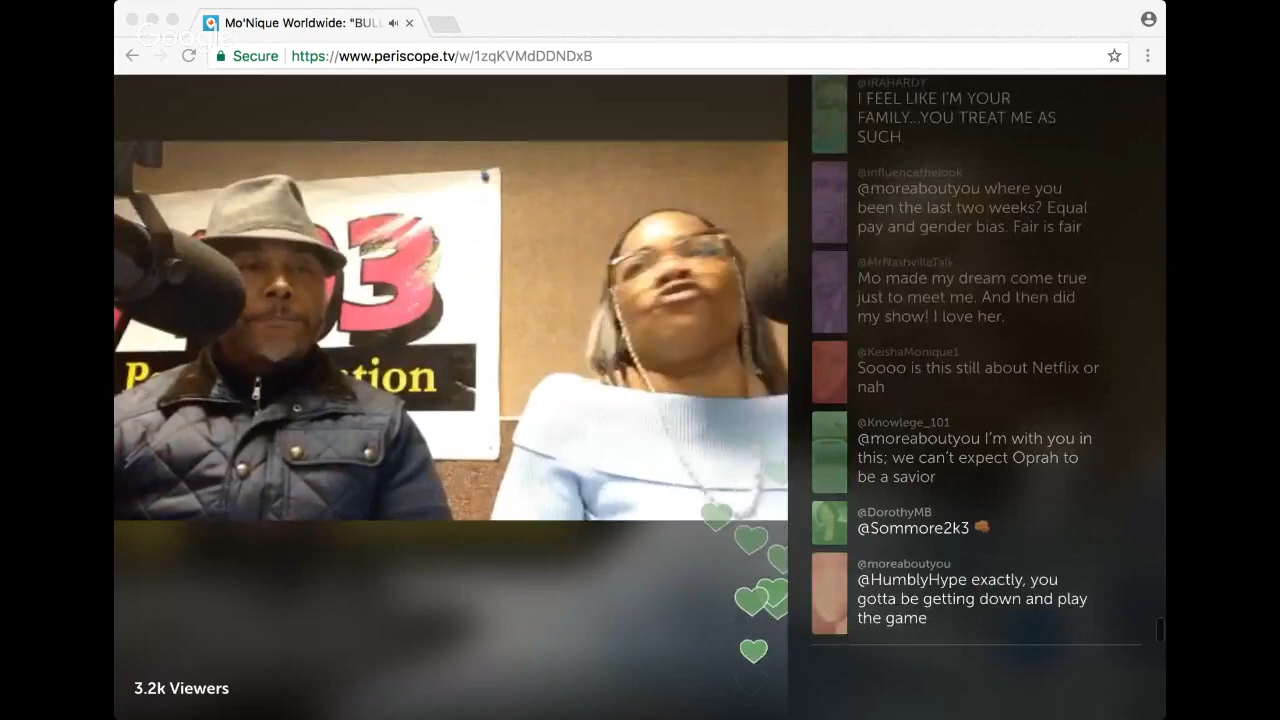 Mo'Nique Worldwide: "BULL
Google
Secure
https://www.periscope.tv/w/1zqKVMdDDNDxB
@IRAHARDY
I FEEL LIKE I'M YOUR
FAMILY...YOU TREAT ME AS
SUCH
@influencethelook
@moreaboutyou where you
been the last two weeks? Equal
pay and gender bias. Fair is fair
@MrNashvilleTalk
Mo made my dream come true
just to meet me. And then did
my show! I love her.
@KeishaMonique1
Soooo is this still about Netflix or
nah
@Knowlege_101
@moreaboutyou I'm with you in
this; we can't expect Oprah to
be a savior
@DorothyMB
@Sommore2k3
@moreaboutyou
@HumblyHype exactly, you
gotta be getting down and play
the game
3
3.2k Viewers